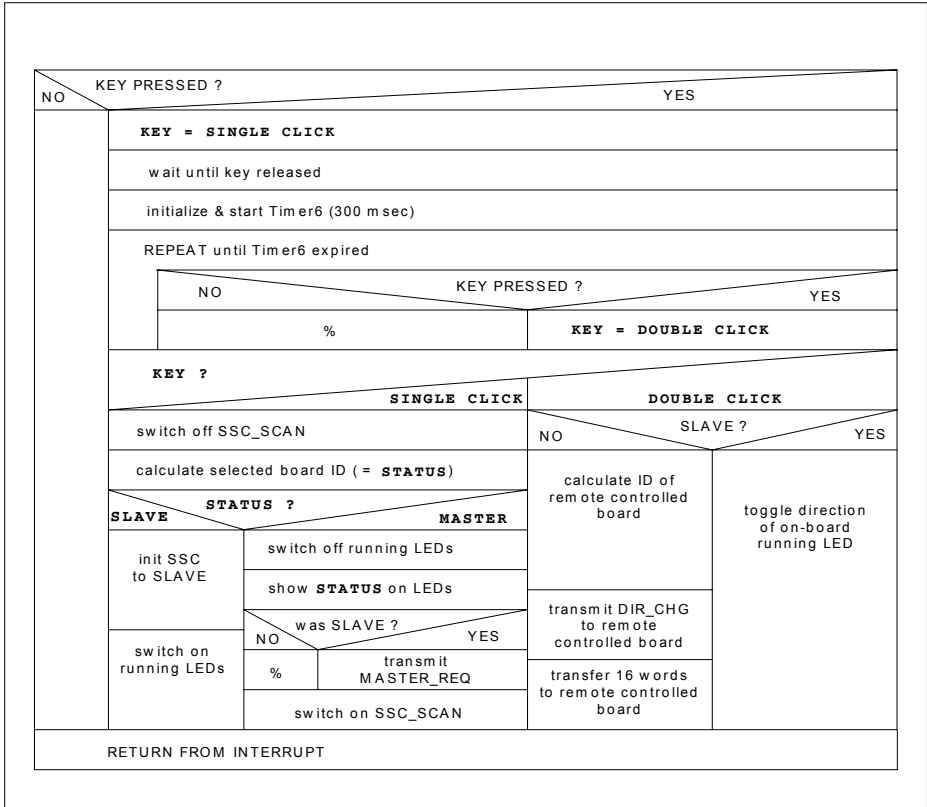 KEY PRESSED ?
NO
YES
KEY = SINGLE CLICK
wait until key released
initialize & start Timer6 (300 msec)
REPEAT until Timer6 expired
KEY PRESSED ?
NO
YES
%
KEY = DOUBLE CLICK
KEY ?
SINGLE CLICK
DOUBLE CLICK
switch off SSC_SCAN
SLAVE ?
NO
YES
calculate selected board ID ( = STATUS)
calculate ID of
remote controlled
board
toggle direction
of on-board
running LED
STATUS ?
SLAVE
MASTER
init SSC
to SLAVE
switch off running LEDs
show STATUS on LEDs
transmit DIR_CHG
to remote
controlled board
was SLAVE ?
NO
YES
switch on
running LEDs
%
transmit
MASTER_REQ
transfer 16 words
to remote controlled
board
switch on SSC_SCAN
RETURN FROM INTERRUPT